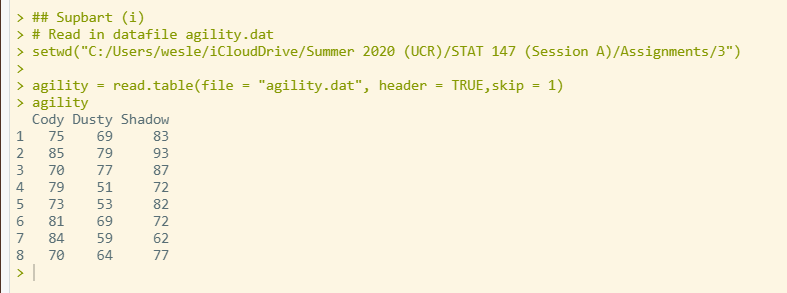 > ## Supbart (i)
> # Read in datafile agility.dat
> setwd("C:/Users/wesle/iCloudDrive/Summer 2020 (UCR)/STAT 147 (Session A)/Assignments/3")
>
> agility = read.table(file = "agility.dat", header = TRUE,skip = 1)
> agility
  Cody Dusty Shadow
1   75    69     83
2   85    79     93
3   70    77     87
4   79    51     72
5   73    53     82
6   81    69     72
7   84    59     62
8   70    64     77
>